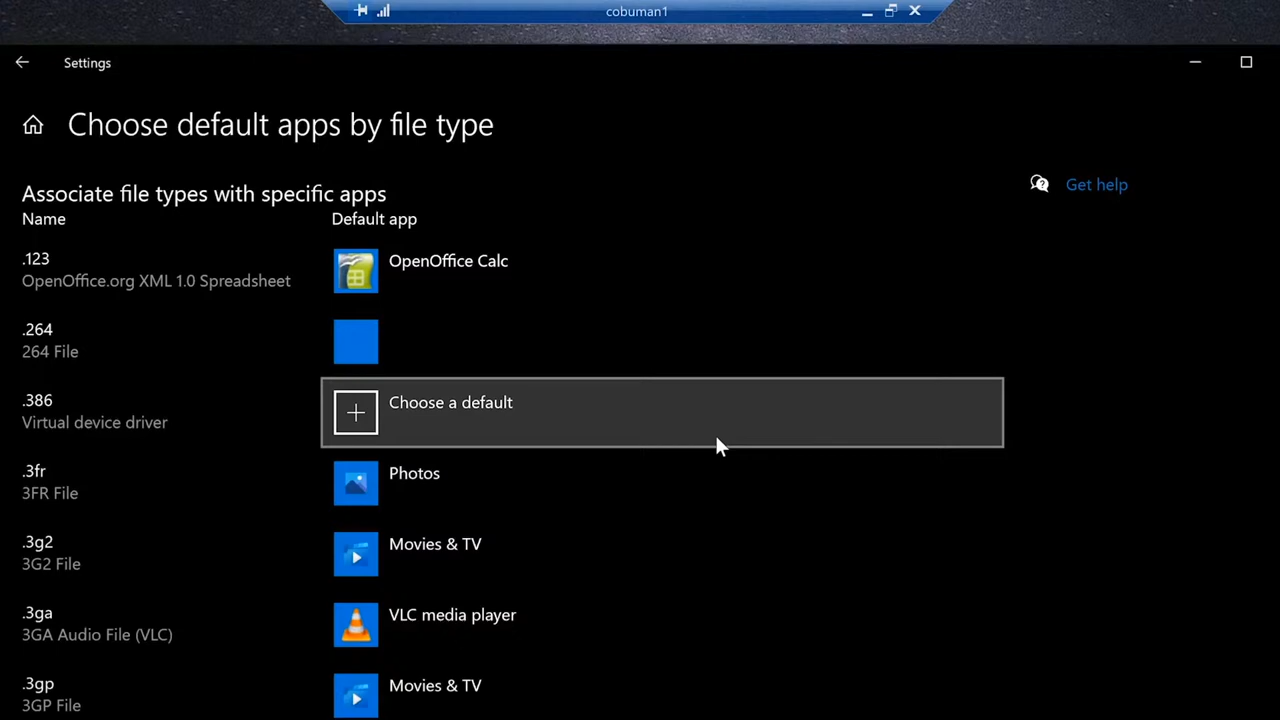 cobuman1
Settings
Choose default apps by file type
Associate file types with specific apps
Get help
Name Default app
.123
OpenOffice.org XML 1.0 Spreadsheet
OpenOffice Calc
.264
264 File
.386
Virtual device driver
Choose a default
.3fr
3FR File
Photos
.3g2
3G2 File
Movies & TV
.3ga
3GA Audio File (VLC)
VLC media player
.3gp
3GP File
Movies & TV